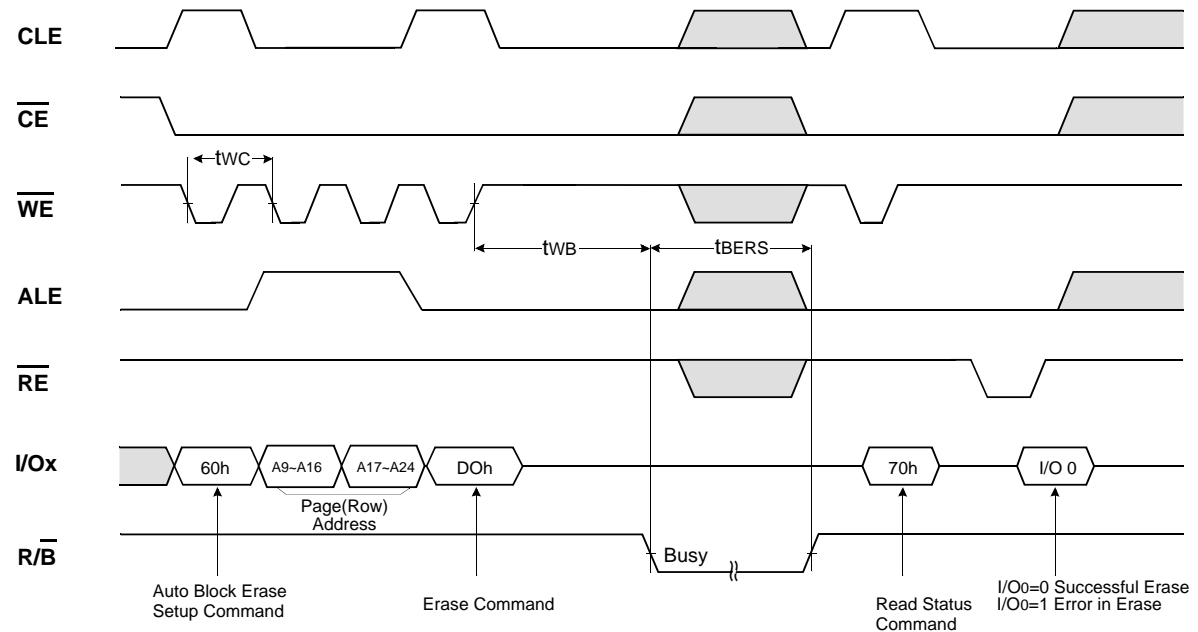 CLE
CE
tWC
WE
tWB
tBERS
ALE
RE
I/Ox
60h
A9~A16
A17~A24
DOh
70h
I/O 0
Page(Row)
Address
R/B
Busy
Auto Block Erase
Setup Command
Erase Command
Read Status
Command
I/O0=0 Successful Erase
I/O0=1 Error in Erase